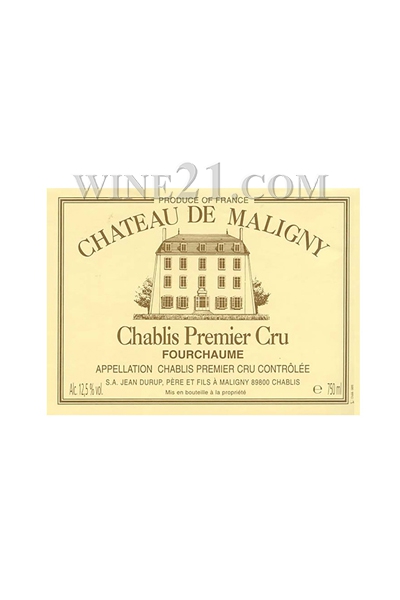 WINE21.COM
PRODUCE OF FRANCE
CHATEAU DE MALIGNY
Chablis Premier Cru
FOURCHAUME
APPELLATION CHABLIS PREMIER CRU CONTRÔLÉE
S.A. JEAN DURUP, PÈRE ET FILS À MALIGNY 89800 CHABLIS
Mis en bouteille à la propriété
Alc. 12,5 % vol.
e 750 ml